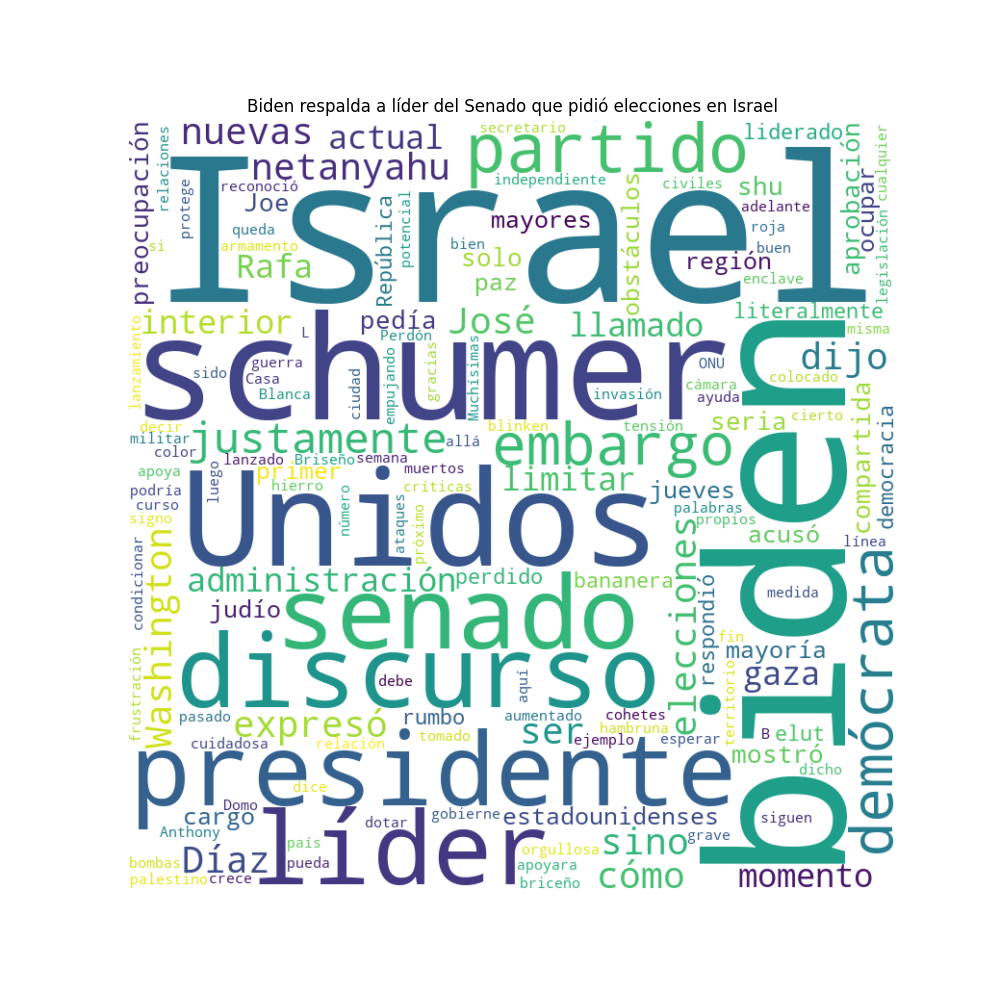 Biden respalda a líder del Senado que pidió elecciones en Israel
secretario
nuevas
actual
partido
liderado
preocupación
relaciones
netanyahu
independiente
civiles
shu
aprobación
ocupar
cualquier
legislación
protege
reconoció
Joe
República
potencial
mayores
obstáculos
adelante
Israel
queda
roja
si
armamento
bien
solo
región
buen
Rafa
paz
enclave
interior
L
pedía
José
llamado
literalmente
misma
lanzamiento
Perdón
schumer
biden
dijo
guerra
sido
Casa
Blanca
ciudad
empujando
gracias
Muchísimas
ONU
cámara
invasión
ayuda
colocado
compartida
democracia
decir
militar
color
justamente
allá
blinken
embargo
tensión
seria
cierto
lanzado
Briseño
semana
apoya
primer
muertos
limitar
podría
curso
luego
hierro
críticas
jueves
signo
número
ataques
próximo
Unidos
palabras
propios
acusó
línea
condicionar
Washington
administración
perdido
bananera
elecciones
respondió
medida
demócrata
judío
senado
fin
mayoría
frustración
discurso
debe
aquí
territorio
gaza
pasado
expresó
rumbo
aumentado
cohetes
hambruna
B
elut
cuidadosa
relación
tomado
ser
ejemplo
esperar
mostró
dicho
presidente
dice
Domo
cargo
Anthony
líder
dotar
gobierne
estadounidenses
siguen
grave
sino
país
bombas
Díaz
pueda
orgullosa
apoyara
palestino
crece
briceño
cómo
momento